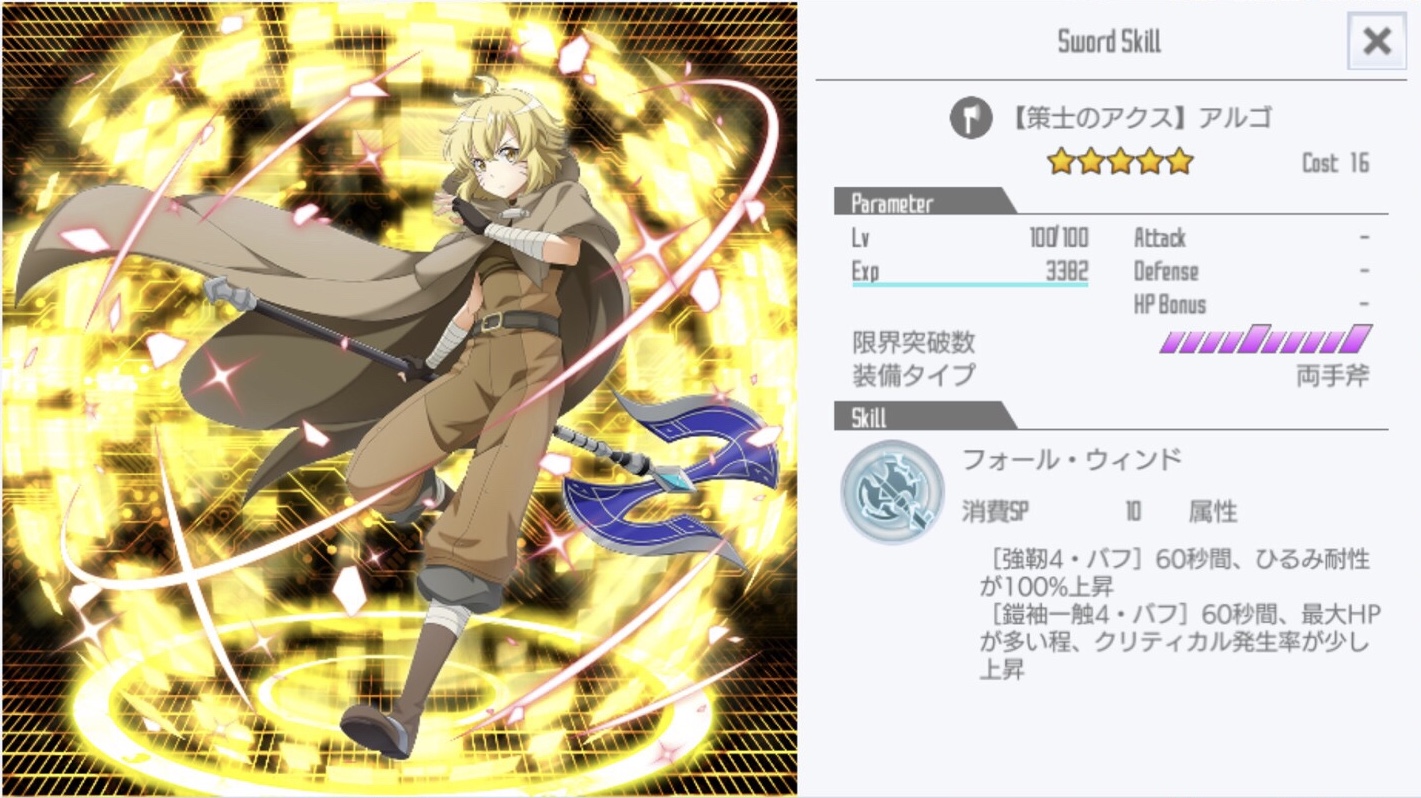 Sword Skill
【策士のアクス】アルゴ
Cost 16
Parameter
Lv 100/100 Attack -
Exp 3382 Defense -
HP Bonus -
限界突破数
装備タイプ 両手斧
Skill
フォール・ウィンド
消費SP 10 属性
［強靭4・バフ］60秒間、ひるみ耐性
が100%上昇
［鎧袖一触4・バフ］60秒間、最大HP
が多い程、クリティカル発生率が少し
上昇